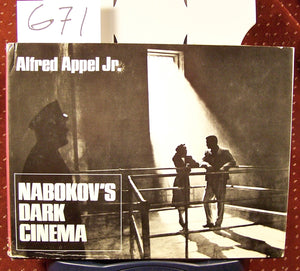 671
Alfred Appel Jr.
NABOKOV'S
DARK
CINEMA